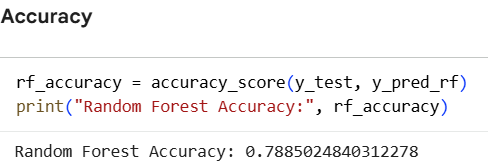 Accuracy
rf_accuracy = accuracy_score(y_test, y_pred_rf)
print("Random Forest Accuracy:", rf_accuracy)
Random Forest Accuracy: 0.7885024840312278